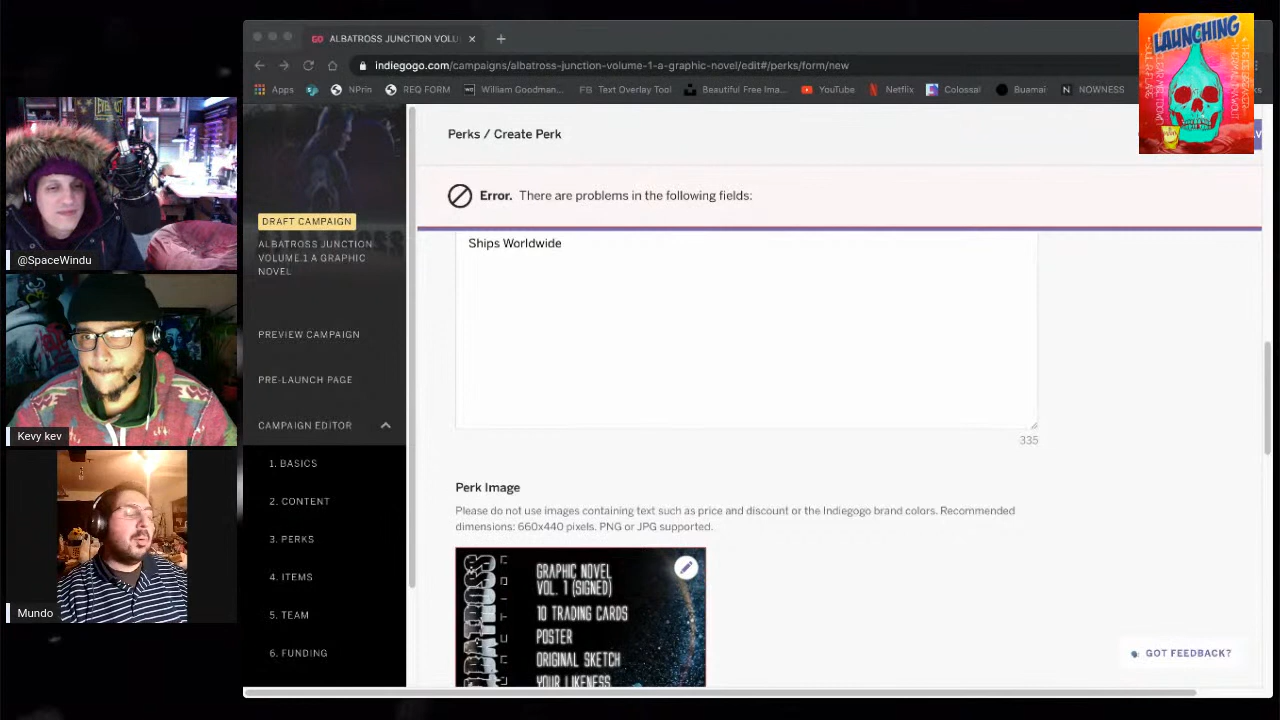 ALBATROSS JUNCTION VOLU
indiegogo.com/campaigns/albatross-junction-volume-1-a-graphic-novel/edit#/perks/form/new
Apps
NPrin
REQ FORM
William Goodman...
FB Text Overlay Tool
Beautiful Free Ima...
YouTube
Netflix
Colossal
Buamai
N NOWNESS
LAUNCHING
Perks / Create Perk
Error. There are problems in the following fields:
DRAFT CAMPAIGN
ALBATROSS JUNCTION
VOLUME.1 A GRAPHIC
NOVEL
PREVIEW CAMPAIGN
PRE-LAUNCH PAGE
CAMPAIGN EDITOR
1. BASICS
2. CONTENT
3. PERKS
4. ITEMS
5. TEAM
6. FUNDING
Ships Worldwide
335
Perk Image
Please do not use images containing text such as price and discount or the Indiegogo brand colors. Recommended
dimensions: 660x440 pixels. PNG or JPG supported.
GRAPHIC NOVEL
VOL. 1 (SIGNED)
10 TRADING CARDS
POSTER
ORIGINAL SKETCH
YOUR LIKENESS
GOT FEEDBACK?
@SpaceWindu
Kevy kev
Mundo